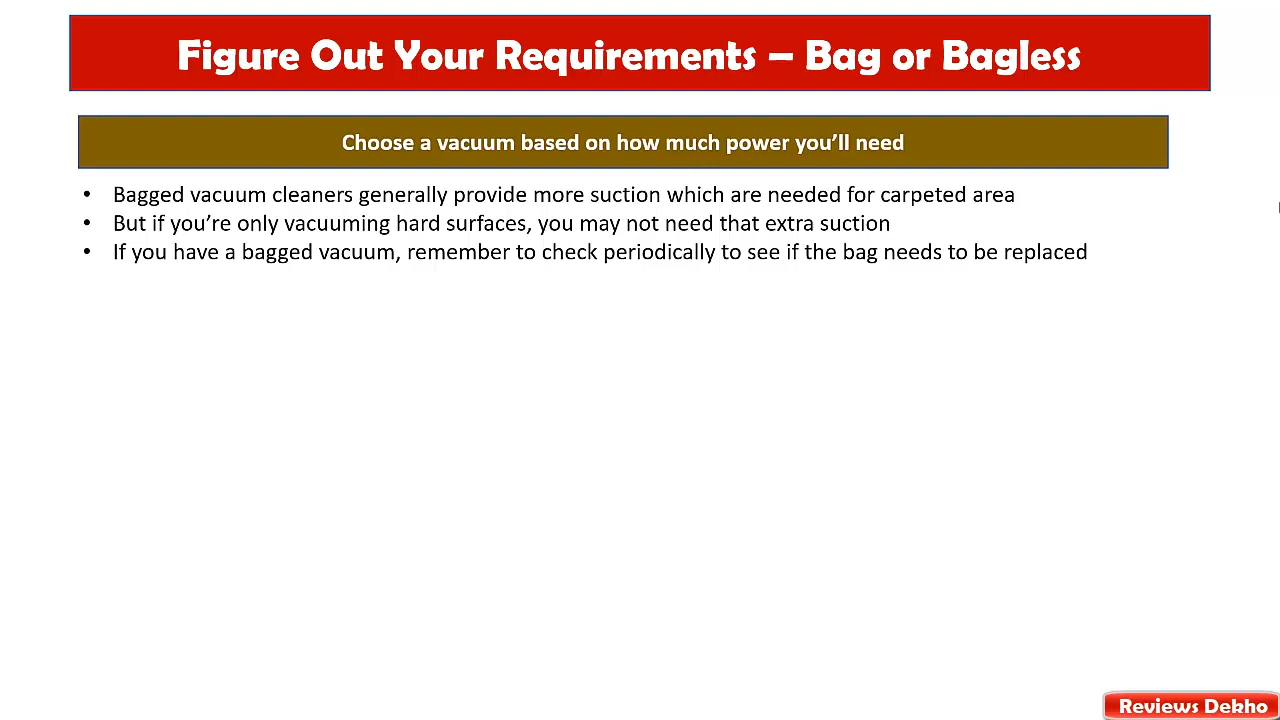 Figure Out Your Requirements – Bag or Bagless
Choose a vacuum based on how much power you’ll need
• Bagged vacuum cleaners generally provide more suction which are needed for carpeted area
• But if you’re only vacuuming hard surfaces, you may not need that extra suction
• If you have a bagged vacuum, remember to check periodically to see if the bag needs to be replaced
Reviews Dekho